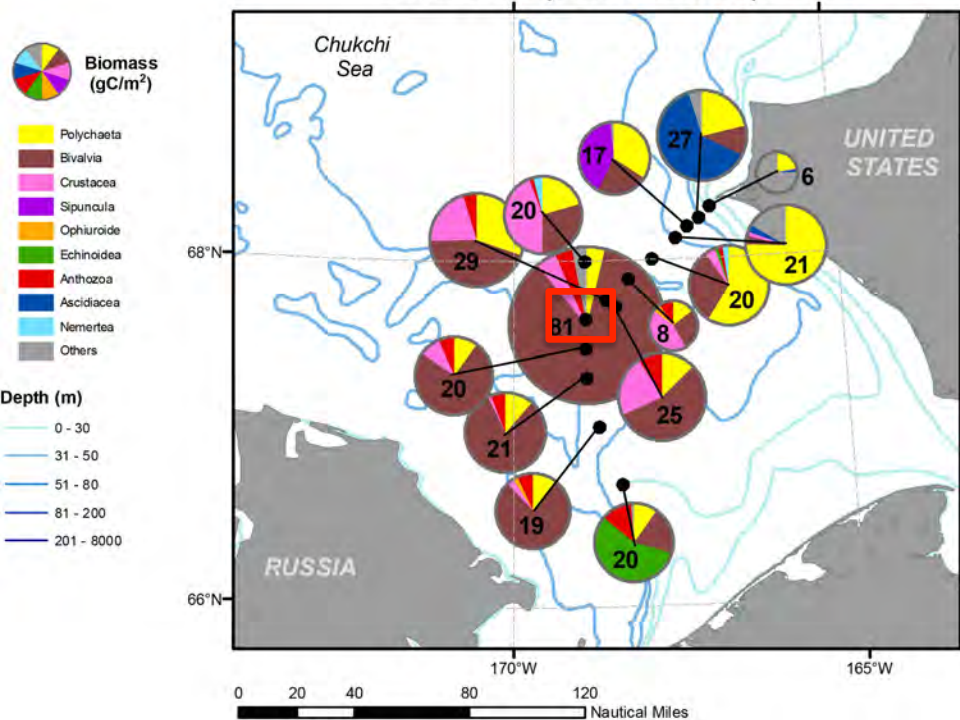 Chukchi
Sea
Biomass
(gC/m²)
Polychaeta
Bivalvia
Crustacea
Sipuncula
Ophiuroide
Echinoidea
Anthozoa
Ascidiacea
Nemertea
Others
Depth (m)
0 - 30
31 - 50
51 - 80
81 - 200
201 - 8000
UNITED
STATES
17
27
6
20
29
21
20
81
8
20
25
21
19
20
68°N
66°N
RUSSIA
170°W
165°W
0 20 40 80 120
Nautical Miles